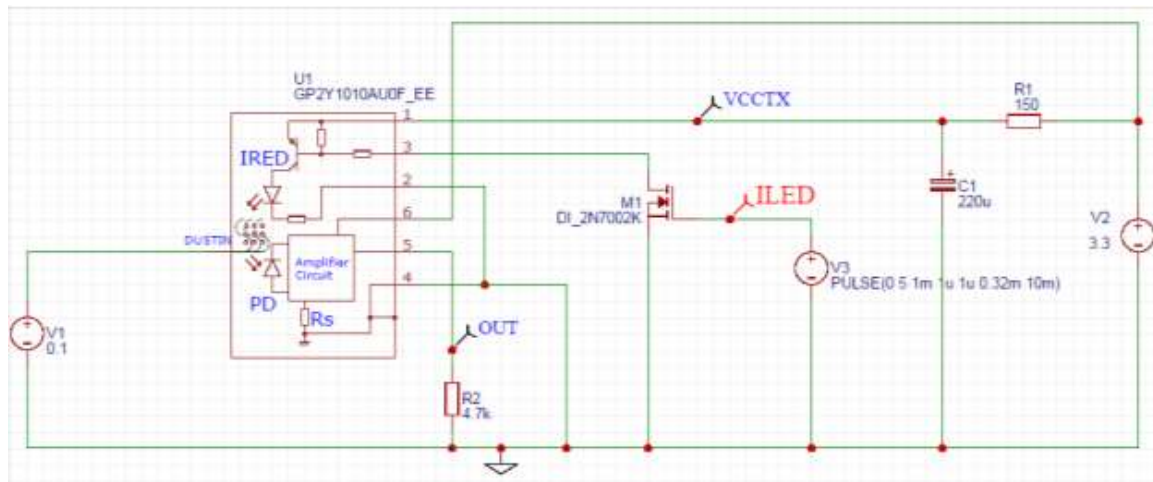 U1
GP2Y1010AU0F_EE
1
VCCTX
R1
150
3
IRED
2
ILED
M1
DI_2N7002K
C1
220u
6
V2
3.3
DUSTIN
5
Amplifier
Circuit
V3
PULSE(0 5 1m 1u 1u 0.32m 10m)
4
PD
Rs
V1
0.1
OUT
R2
4.7k